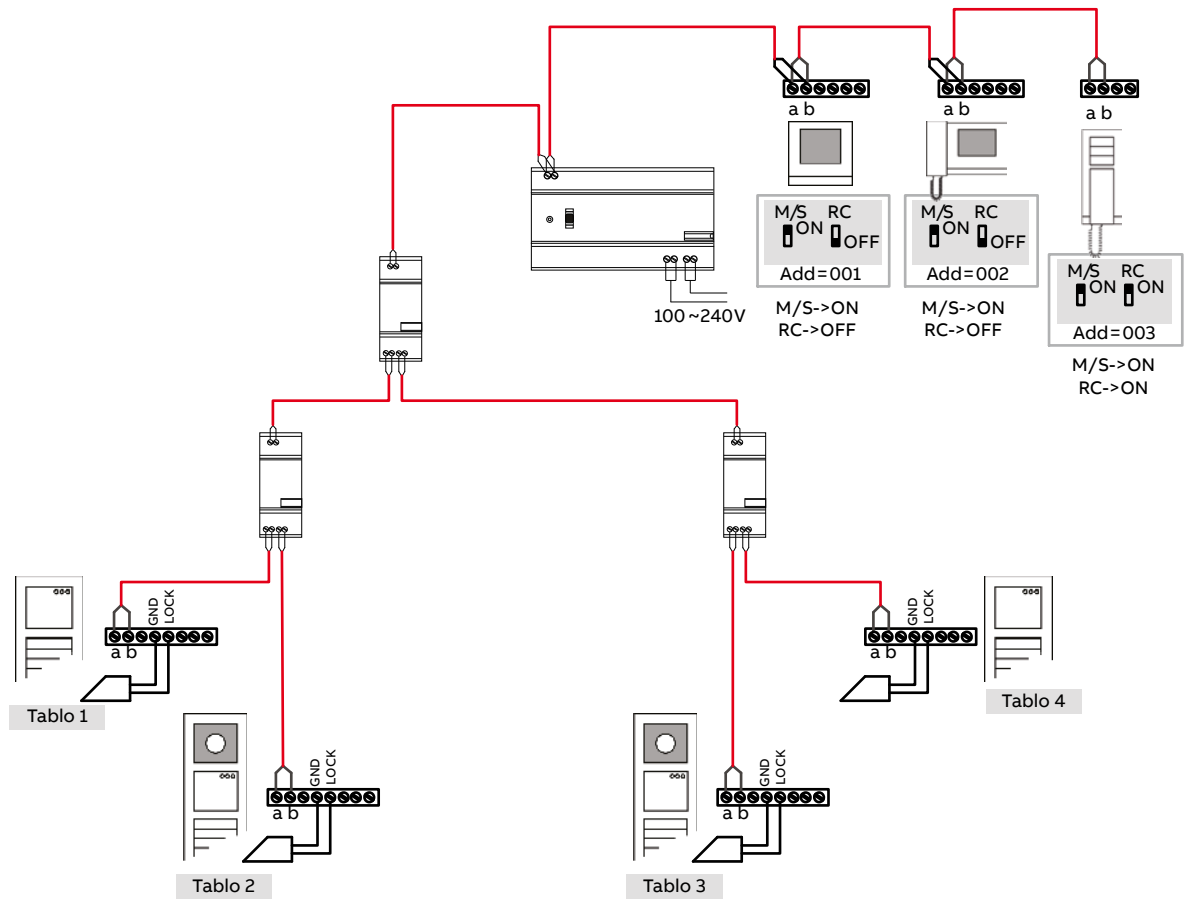 a b
a b
a b
M/S RC
ON
OFF
Add=001
M/S->ON
RC->OFF
M/S RC
ON
OFF
Add=002
M/S->ON
RC->OFF
M/S RC
ON ON
Add=003
M/S->ON
RC->ON
100~240V
GND
LOCK
a b
Tablo 1
GND
LOCK
a b
Tablo 2
GND
LOCK
a b
Tablo 3
GND
LOCK
a b
Tablo 4